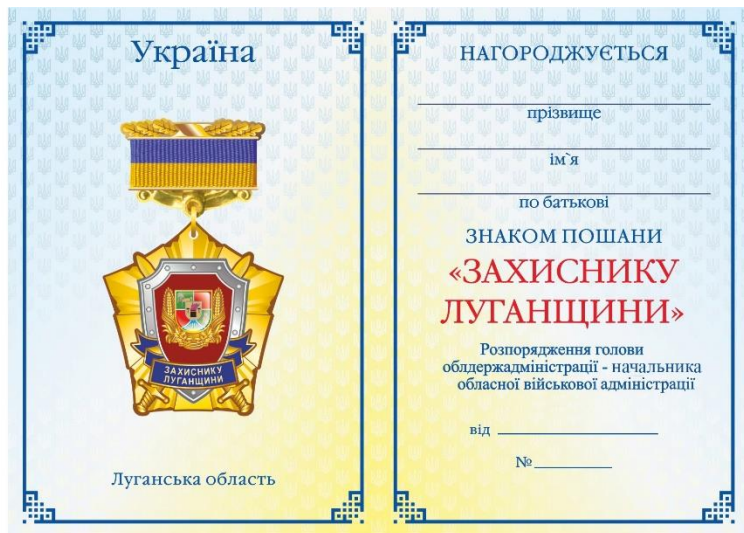 Україна
ЗАХИСНИКУ
ЛУГАНЩИНИ
Луганська область
НАГОРОДЖУЄТЬСЯ
прізвище
ім`я
по батькові
ЗНАКОМ ПОШАНИ
«ЗАХИСНИКУ
ЛУГАНЩИНИ»
Розпорядження голови
облдержадміністрації - начальника
обласної військової адміністрації
від
№